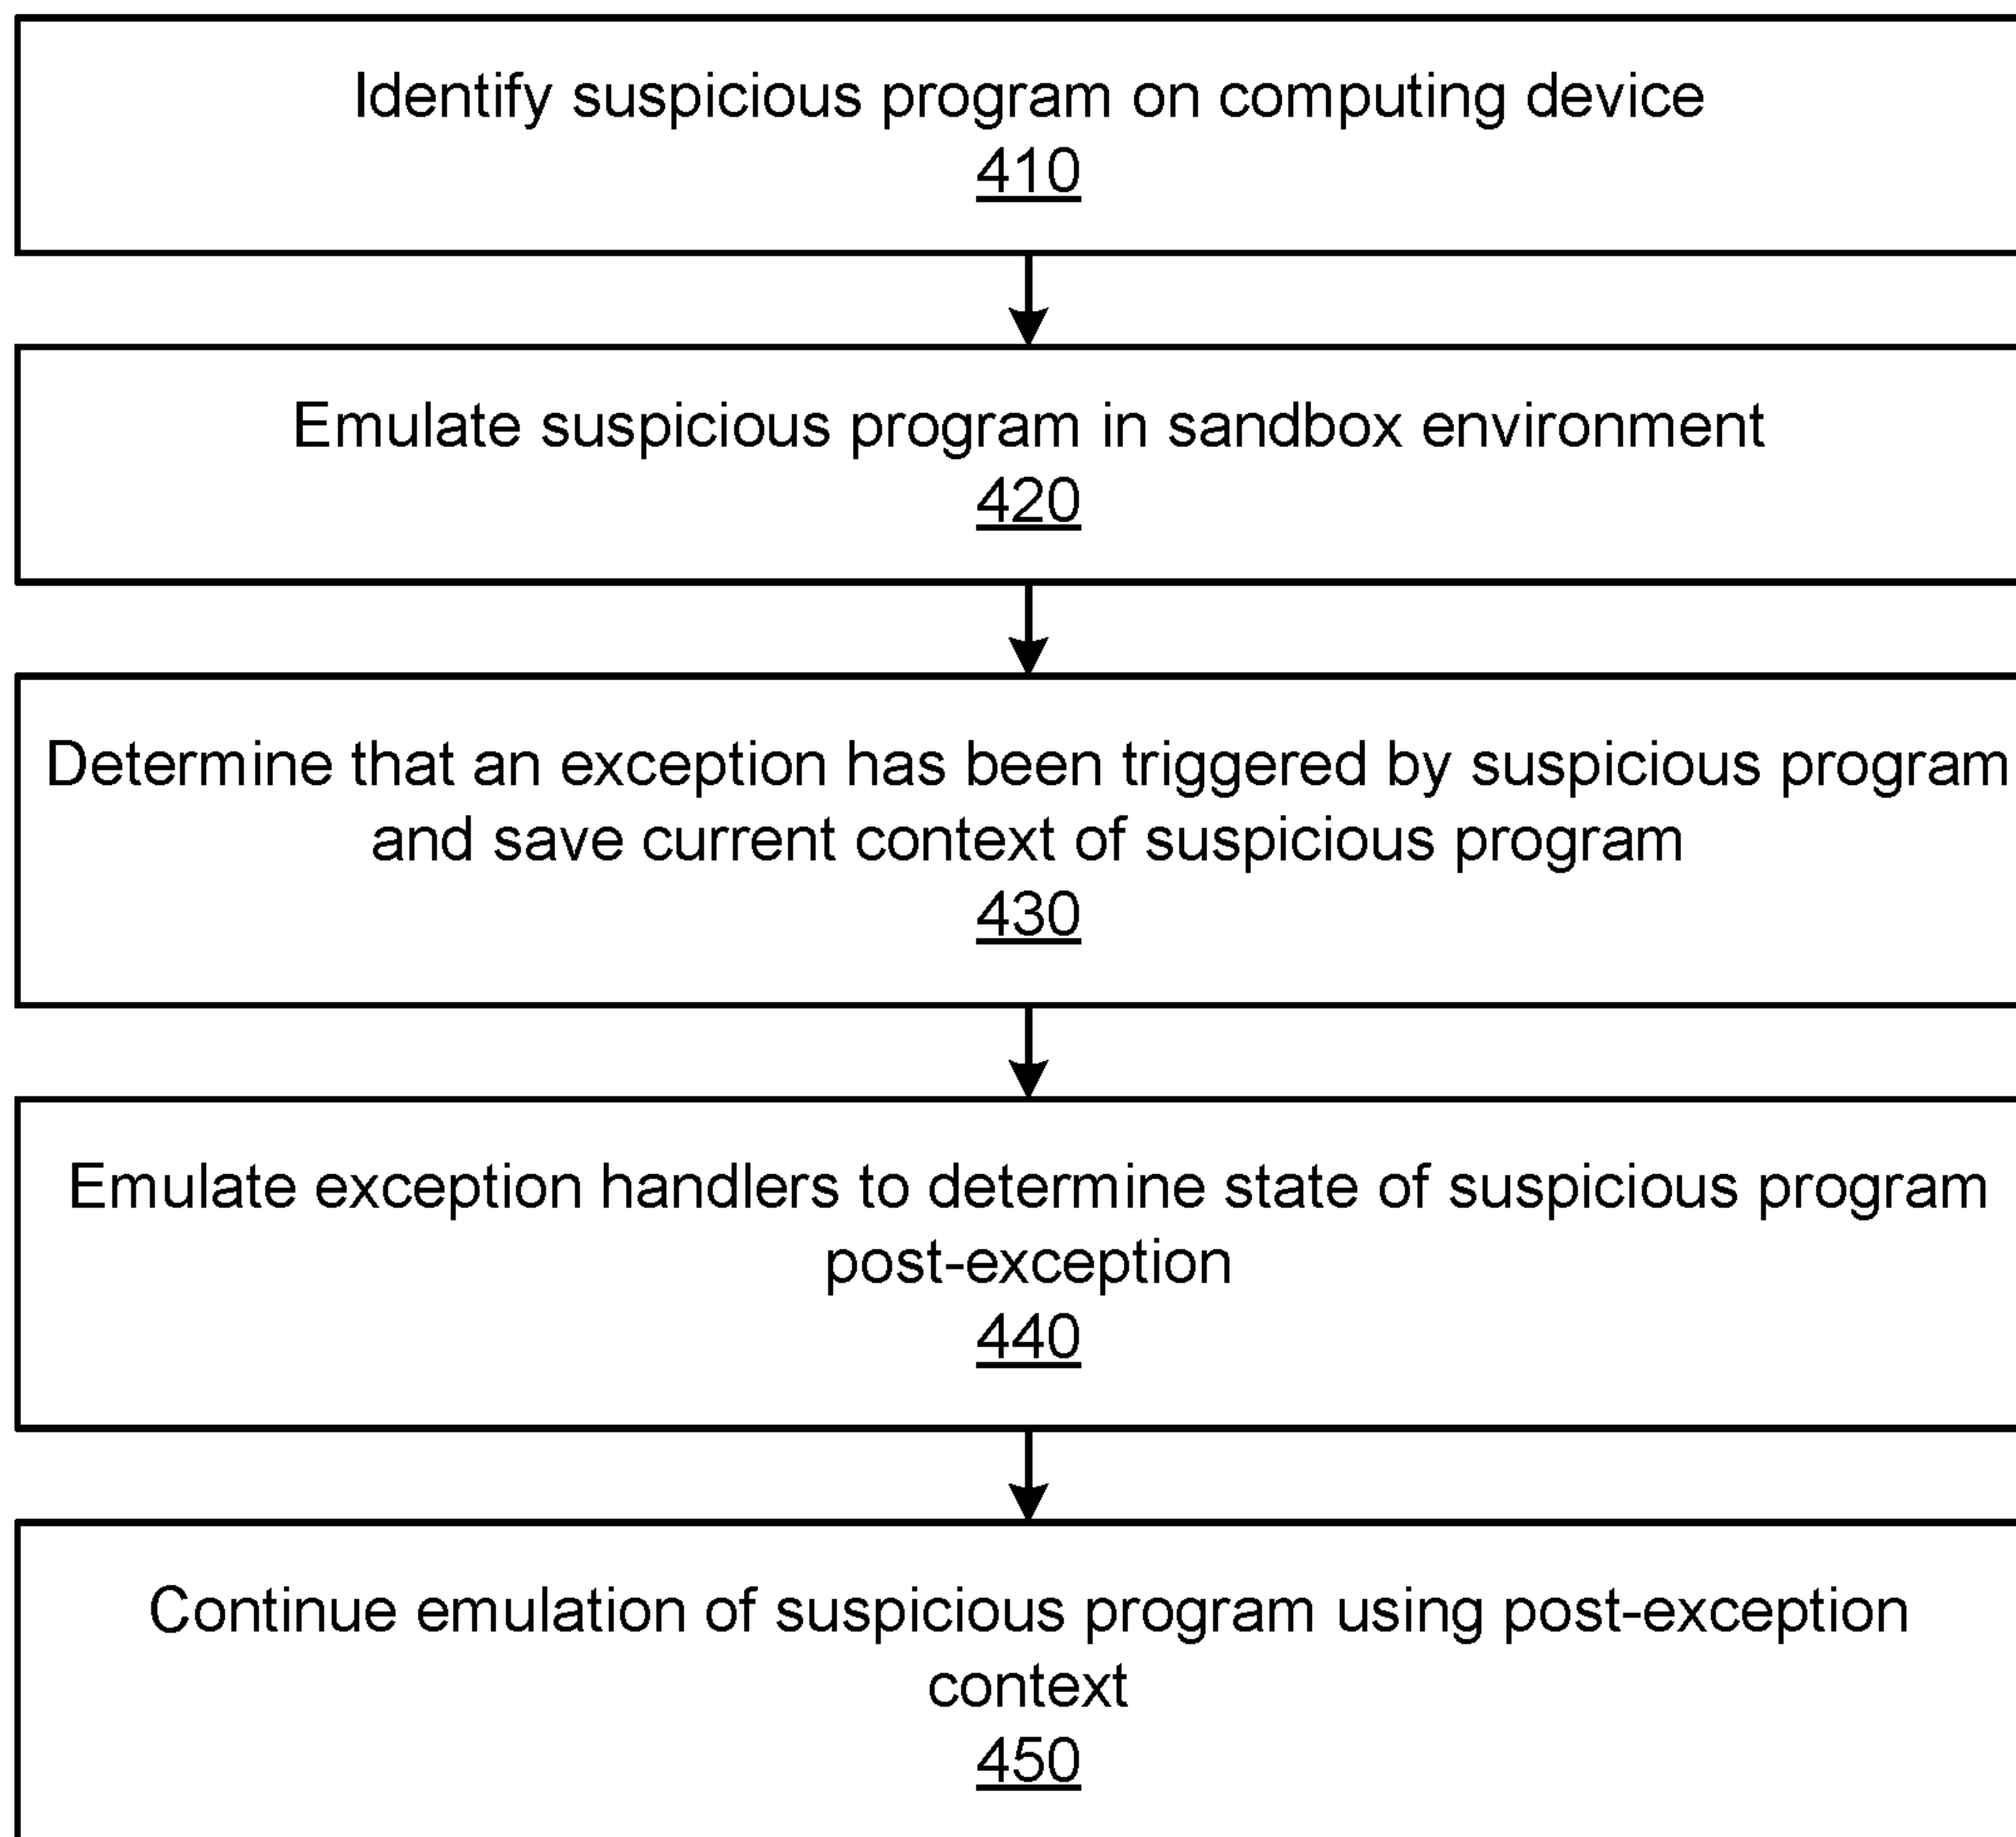 Identify suspicious program on computing device
410
Emulate suspicious program in sandbox environment
420
Determine that an exception has been triggered by suspicious program
and save current context of suspicious program
430
Emulate exception handlers to determine state of suspicious program
post-exception
440
Continue emulation of suspicious program using post-exception
context
450